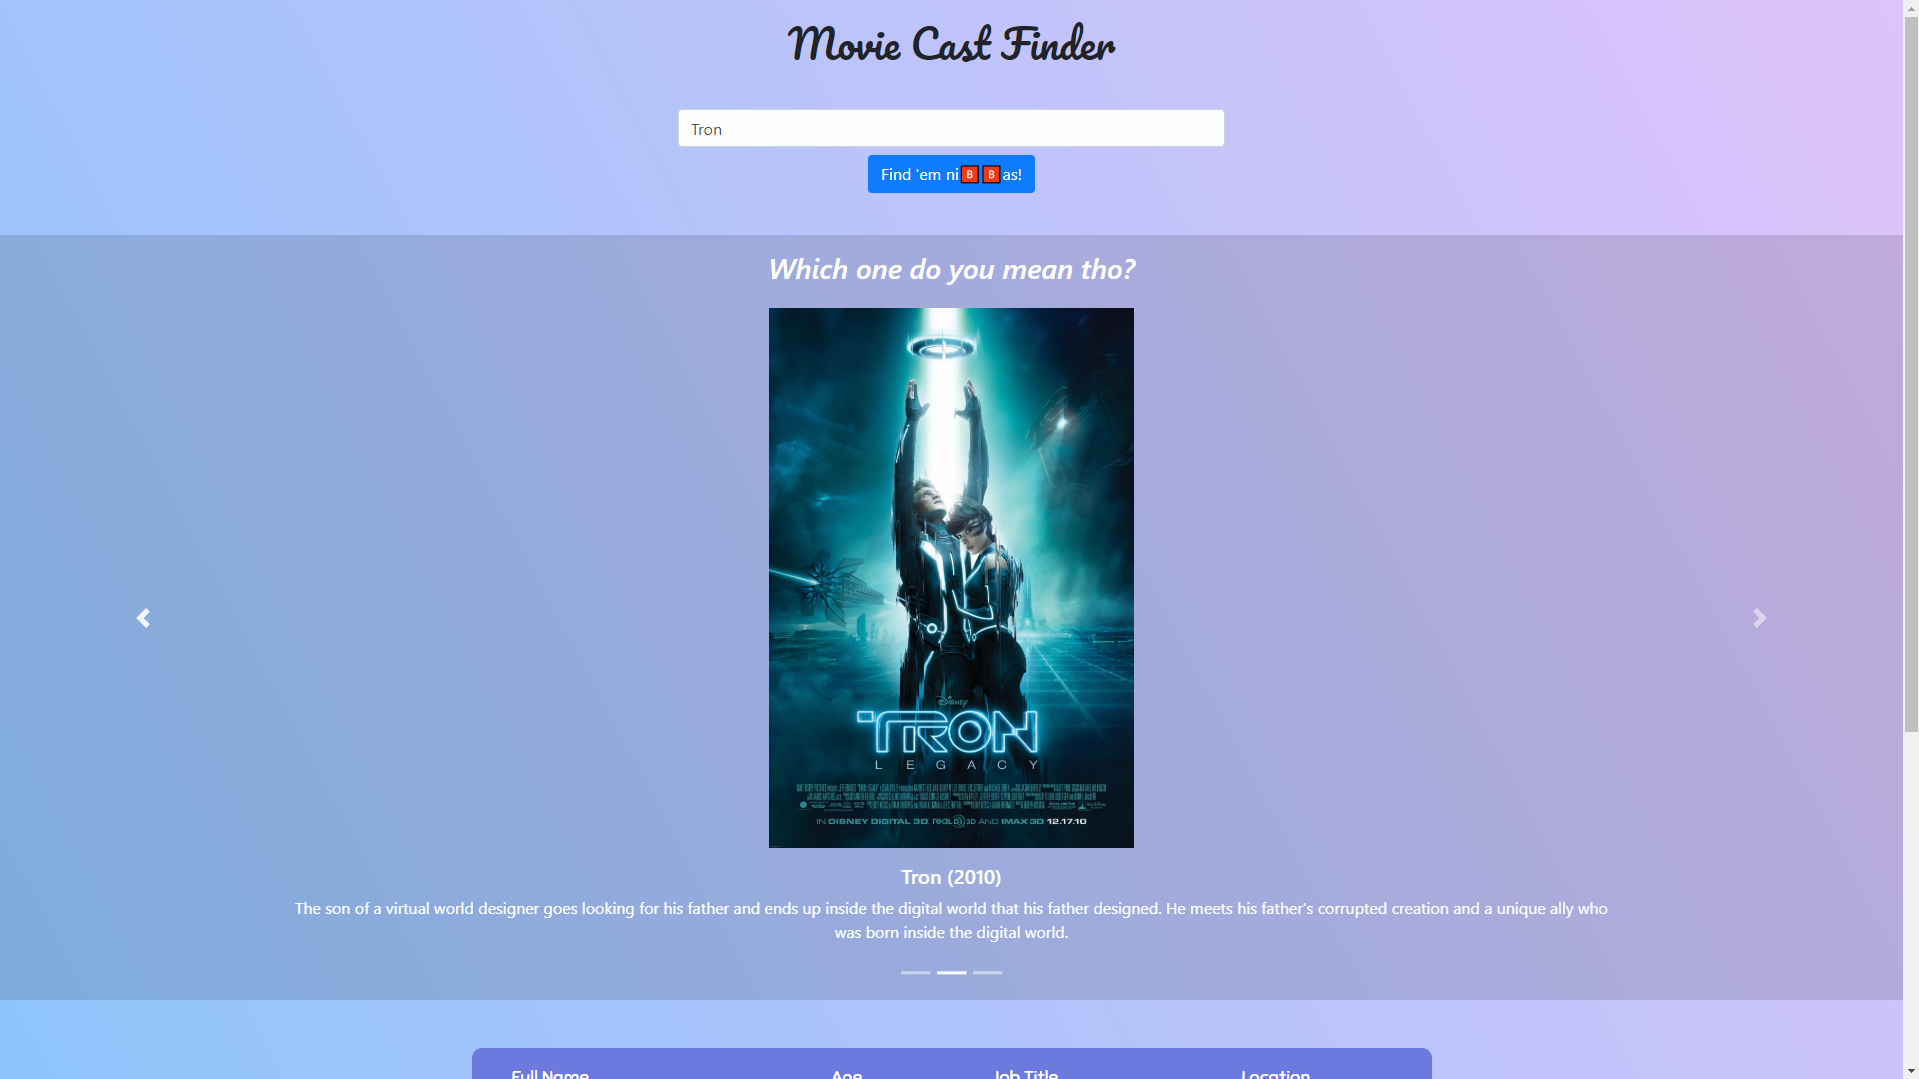 Movie Cast Finder
Tron
Find 'em ni🅱🅱as!
Which one do you mean tho?
DISNEY
TRON
LEGACY
IN DISNEY DIGITAL 3D, REAL D 3D AND IMAX 3D 12.17.10
Tron (2010)
The son of a virtual world designer goes looking for his father and ends up inside the digital world that his father designed. He meets his father's corrupted creation and a unique ally who
was born inside the digital world.
Full Name Age Job Title Location